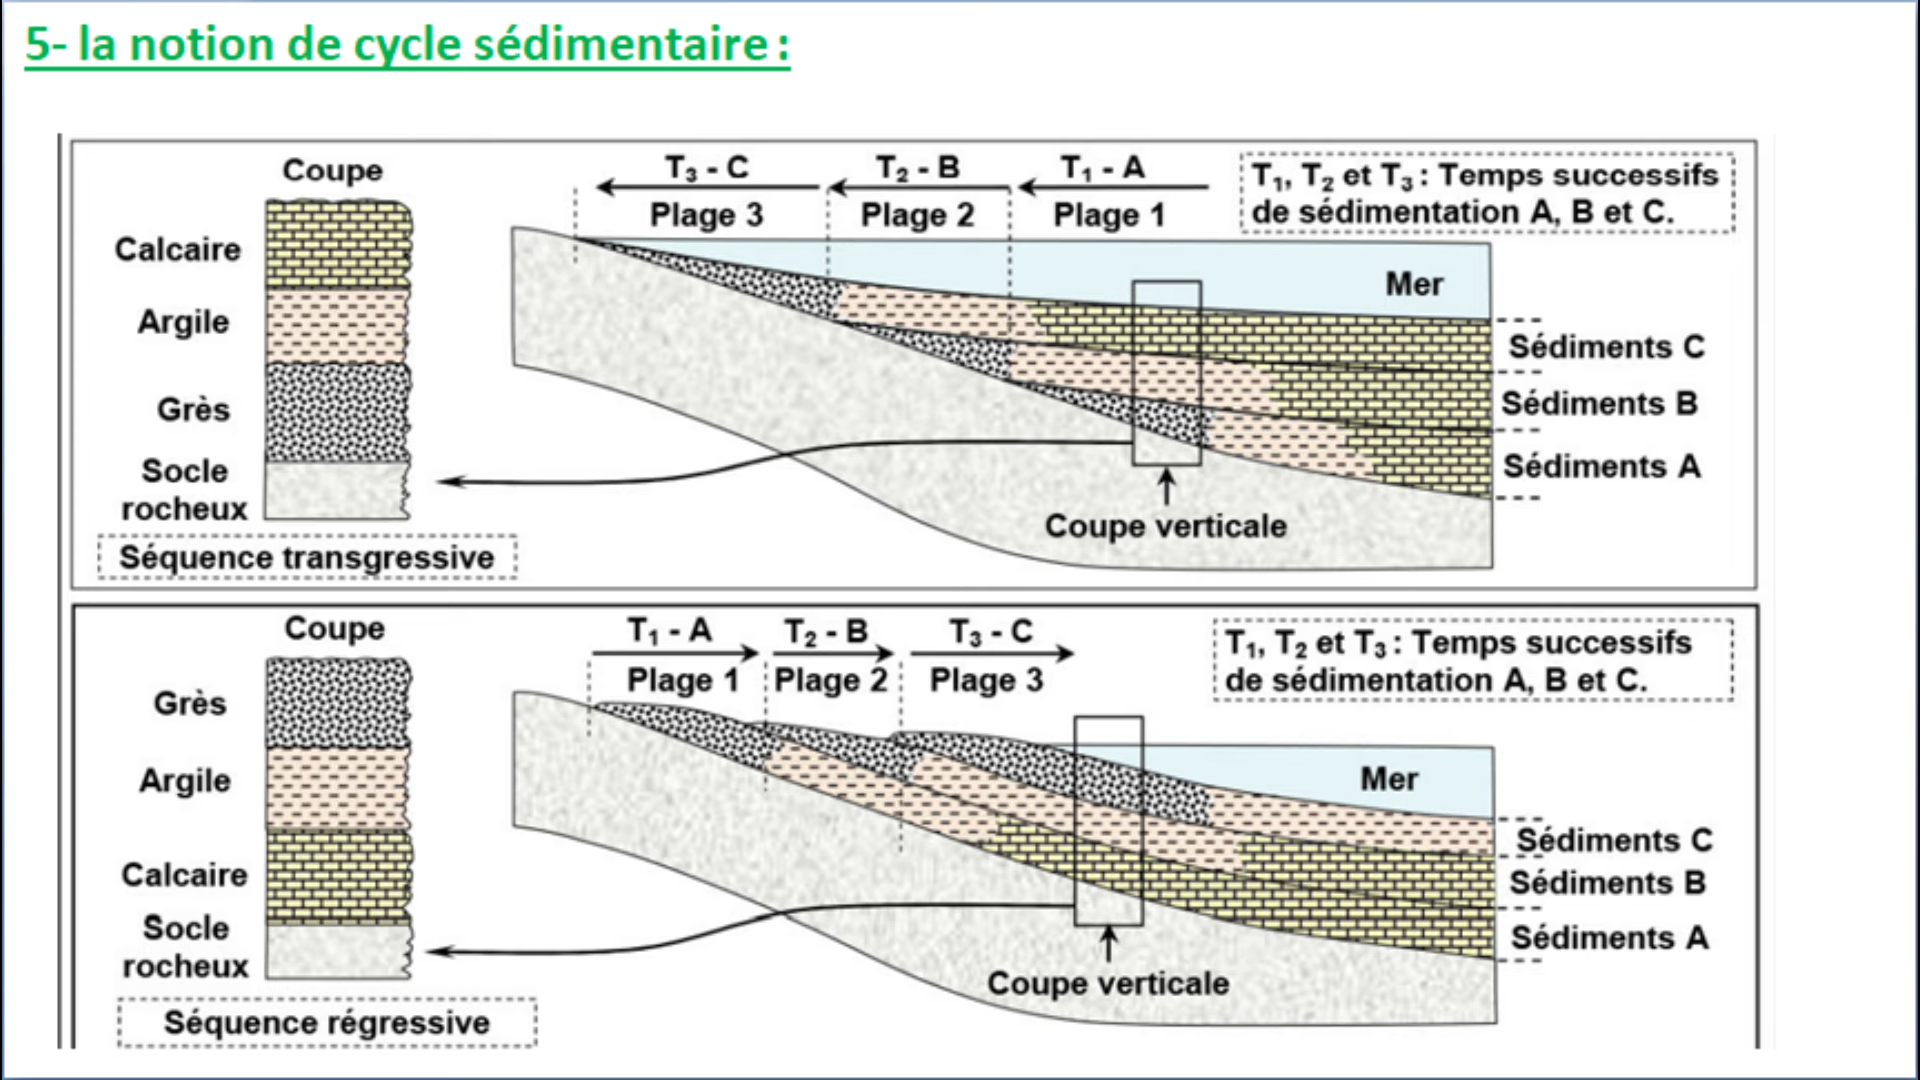 5- la notion de cycle sédimentaire :
Coupe
Calcaire
Argile
Grès
Socle
rocheux
Séquence transgressive
T₃ - C
T₂ - B
T₁ - A
Plage 3
Plage 2
Plage 1
T₁, T₂ et T₃ : Temps successifs
de sédimentation A, B et C.
Mer
Sédiments C
Sédiments B
Sédiments A
Coupe verticale
Coupe
Grès
Argile
Calcaire
Socle
rocheux
Séquence régressive
T₁ - A
T₂ - B
T₃ - C
Plage 1
Plage 2
Plage 3
T₁, T₂ et T₃ : Temps successifs
de sédimentation A, B et C.
Mer
Sédiments C
Sédiments B
Sédiments A
Coupe verticale